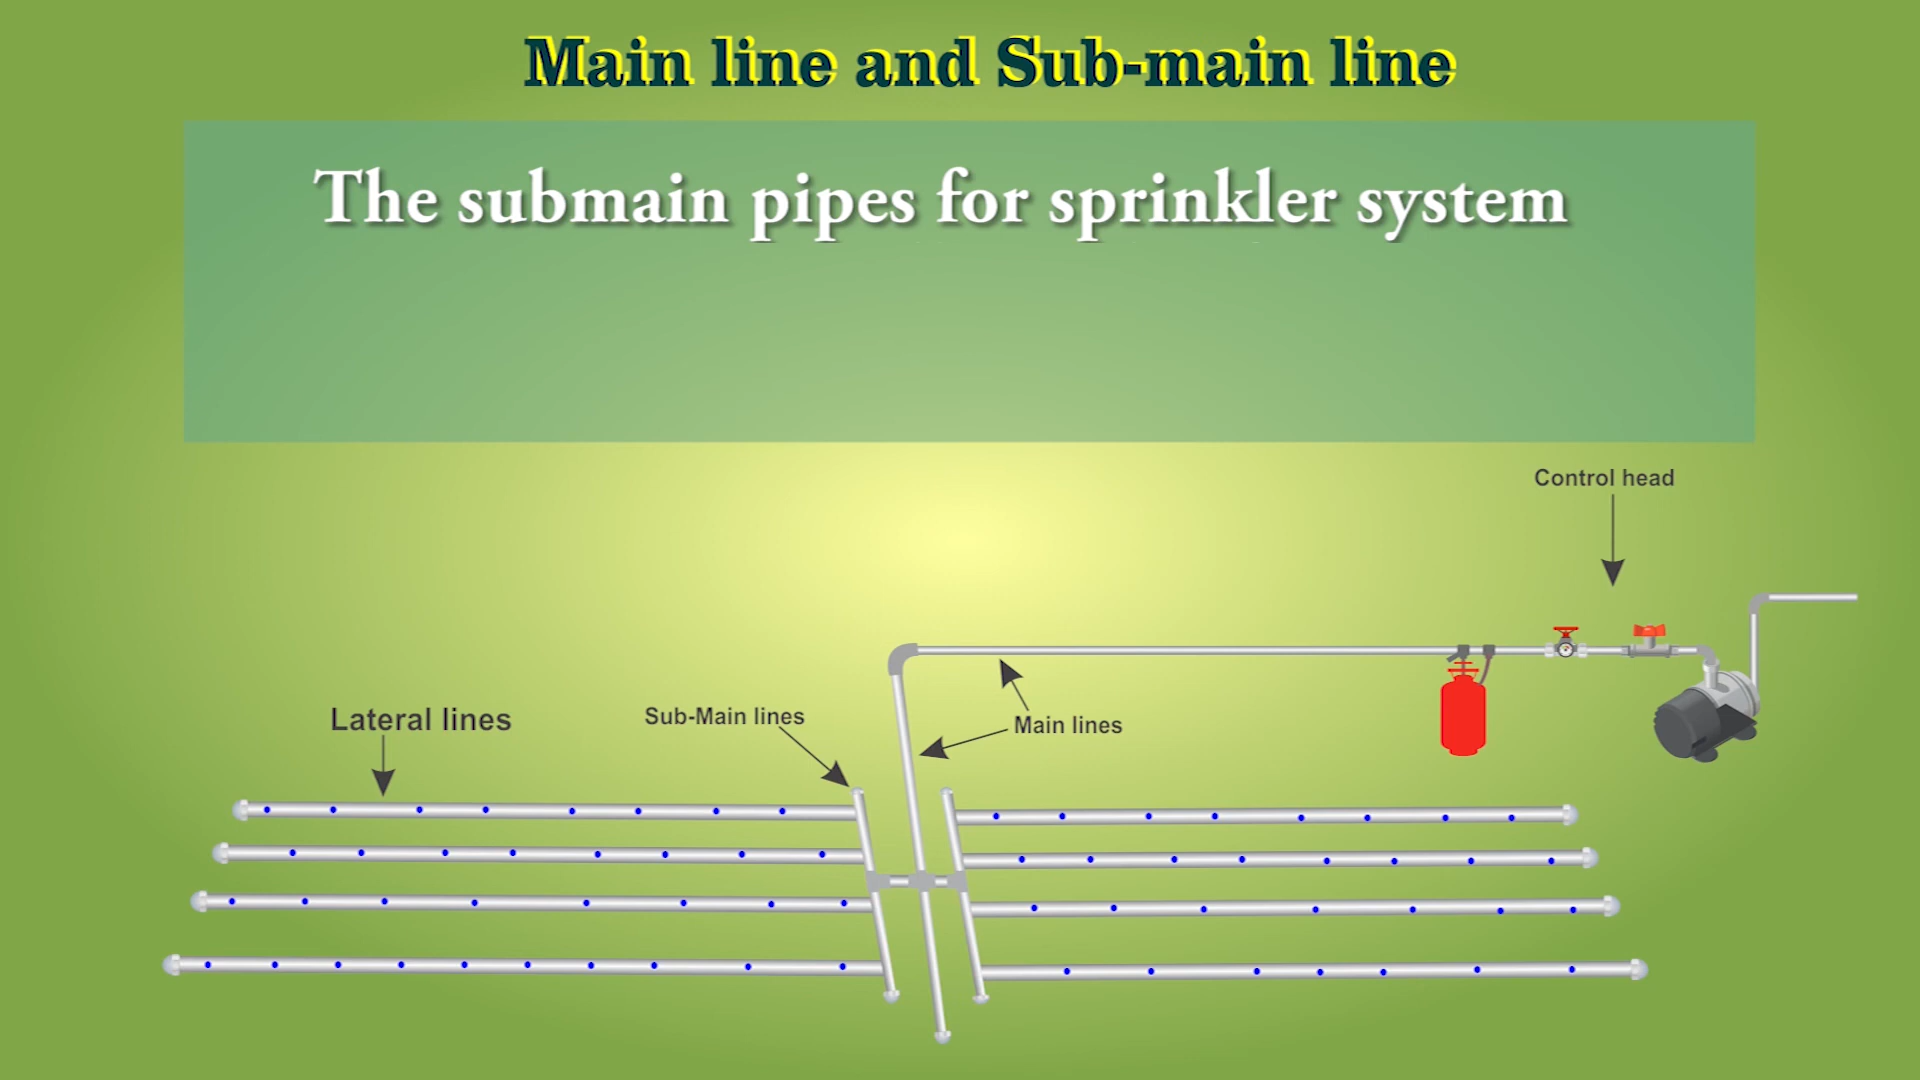 Main line and Sub-main line
The submain pipes for sprinkler system
Control head
Lateral lines
Sub-Main lines
Main lines